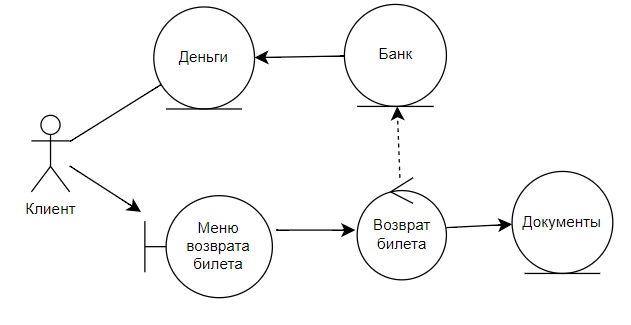 Деньги
Банк
Клиент
Меню
возврата
билета
Возврат
билета
Документы